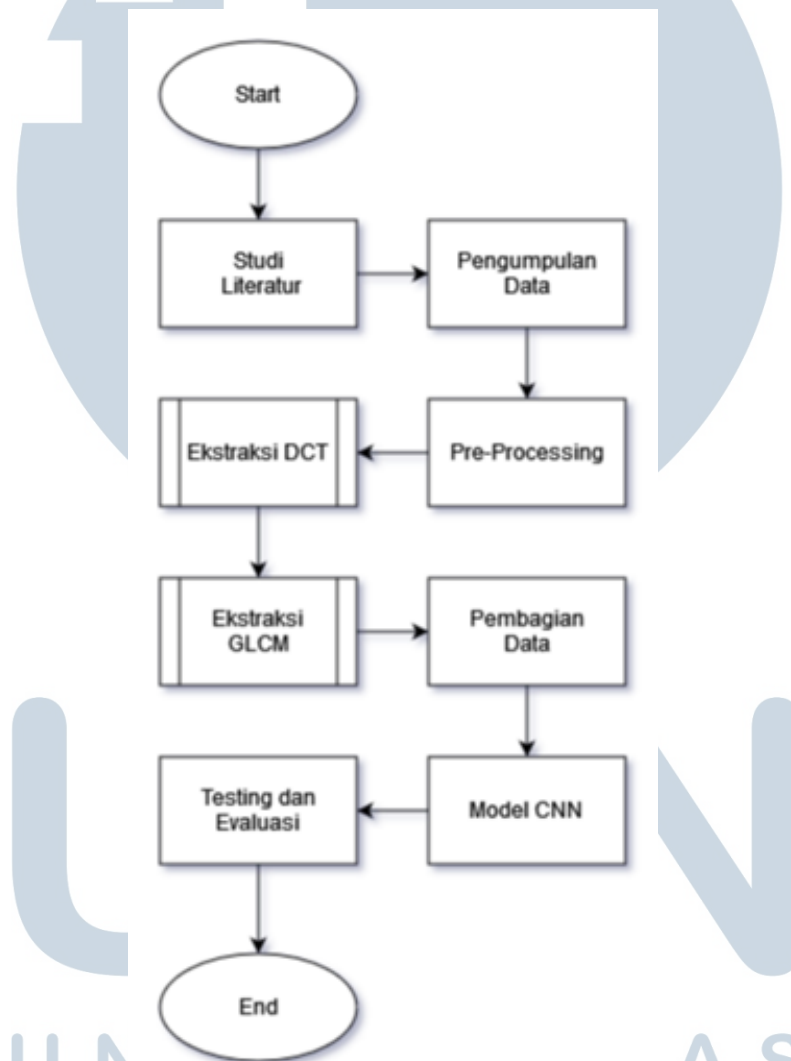 Start
Studi
Literatur
Pengumpulan
Data
Pre-Processing
Ekstraksi DCT
Ekstraksi
GLCM
Pembagian
Data
Model CNN
Testing dan
Evaluasi
End